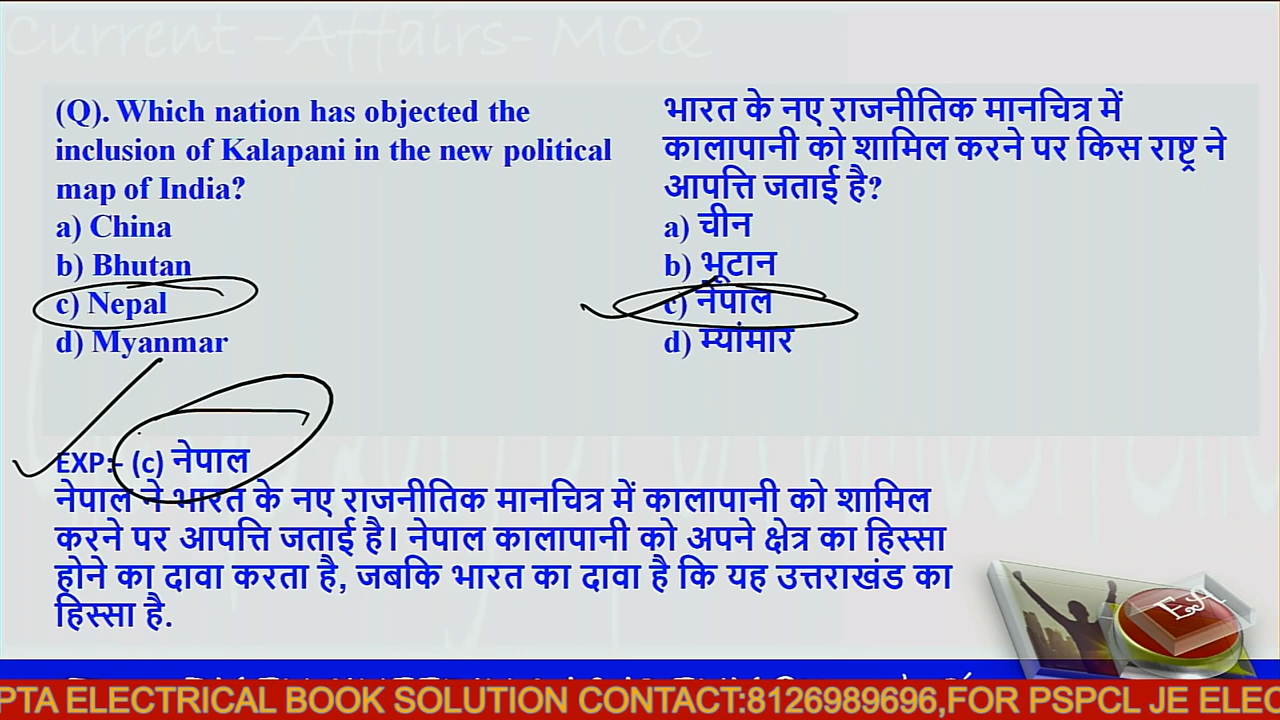 Current -Affairs- MCQ
(Q). Which nation has objected the
inclusion of Kalapani in the new political
map of India?
a) China
b) Bhutan
c) Nepal
d) Myanmar
भारत के नए राजनीतिक मानचित्र में
कालापानी को शामिल करने पर किस राष्ट्र ने
आपत्ति जताई है?
a) चीन
b) भूटान
c) नेपाल
d) म्यांमार
EXP:- (c) नेपाल
नेपाल ने भारत के नए राजनीतिक मानचित्र में कालापानी को शामिल
करने पर आपत्ति जताई है। नेपाल कालापानी को अपने क्षेत्र का हिस्सा
होने का दावा करता है, जबकि भारत का दावा है कि यह उत्तराखंड का
हिस्सा है.
EA
PTA ELECTRICAL BOOK SOLUTION CONTACT:8126989696,FOR PSPCL JE ELEC